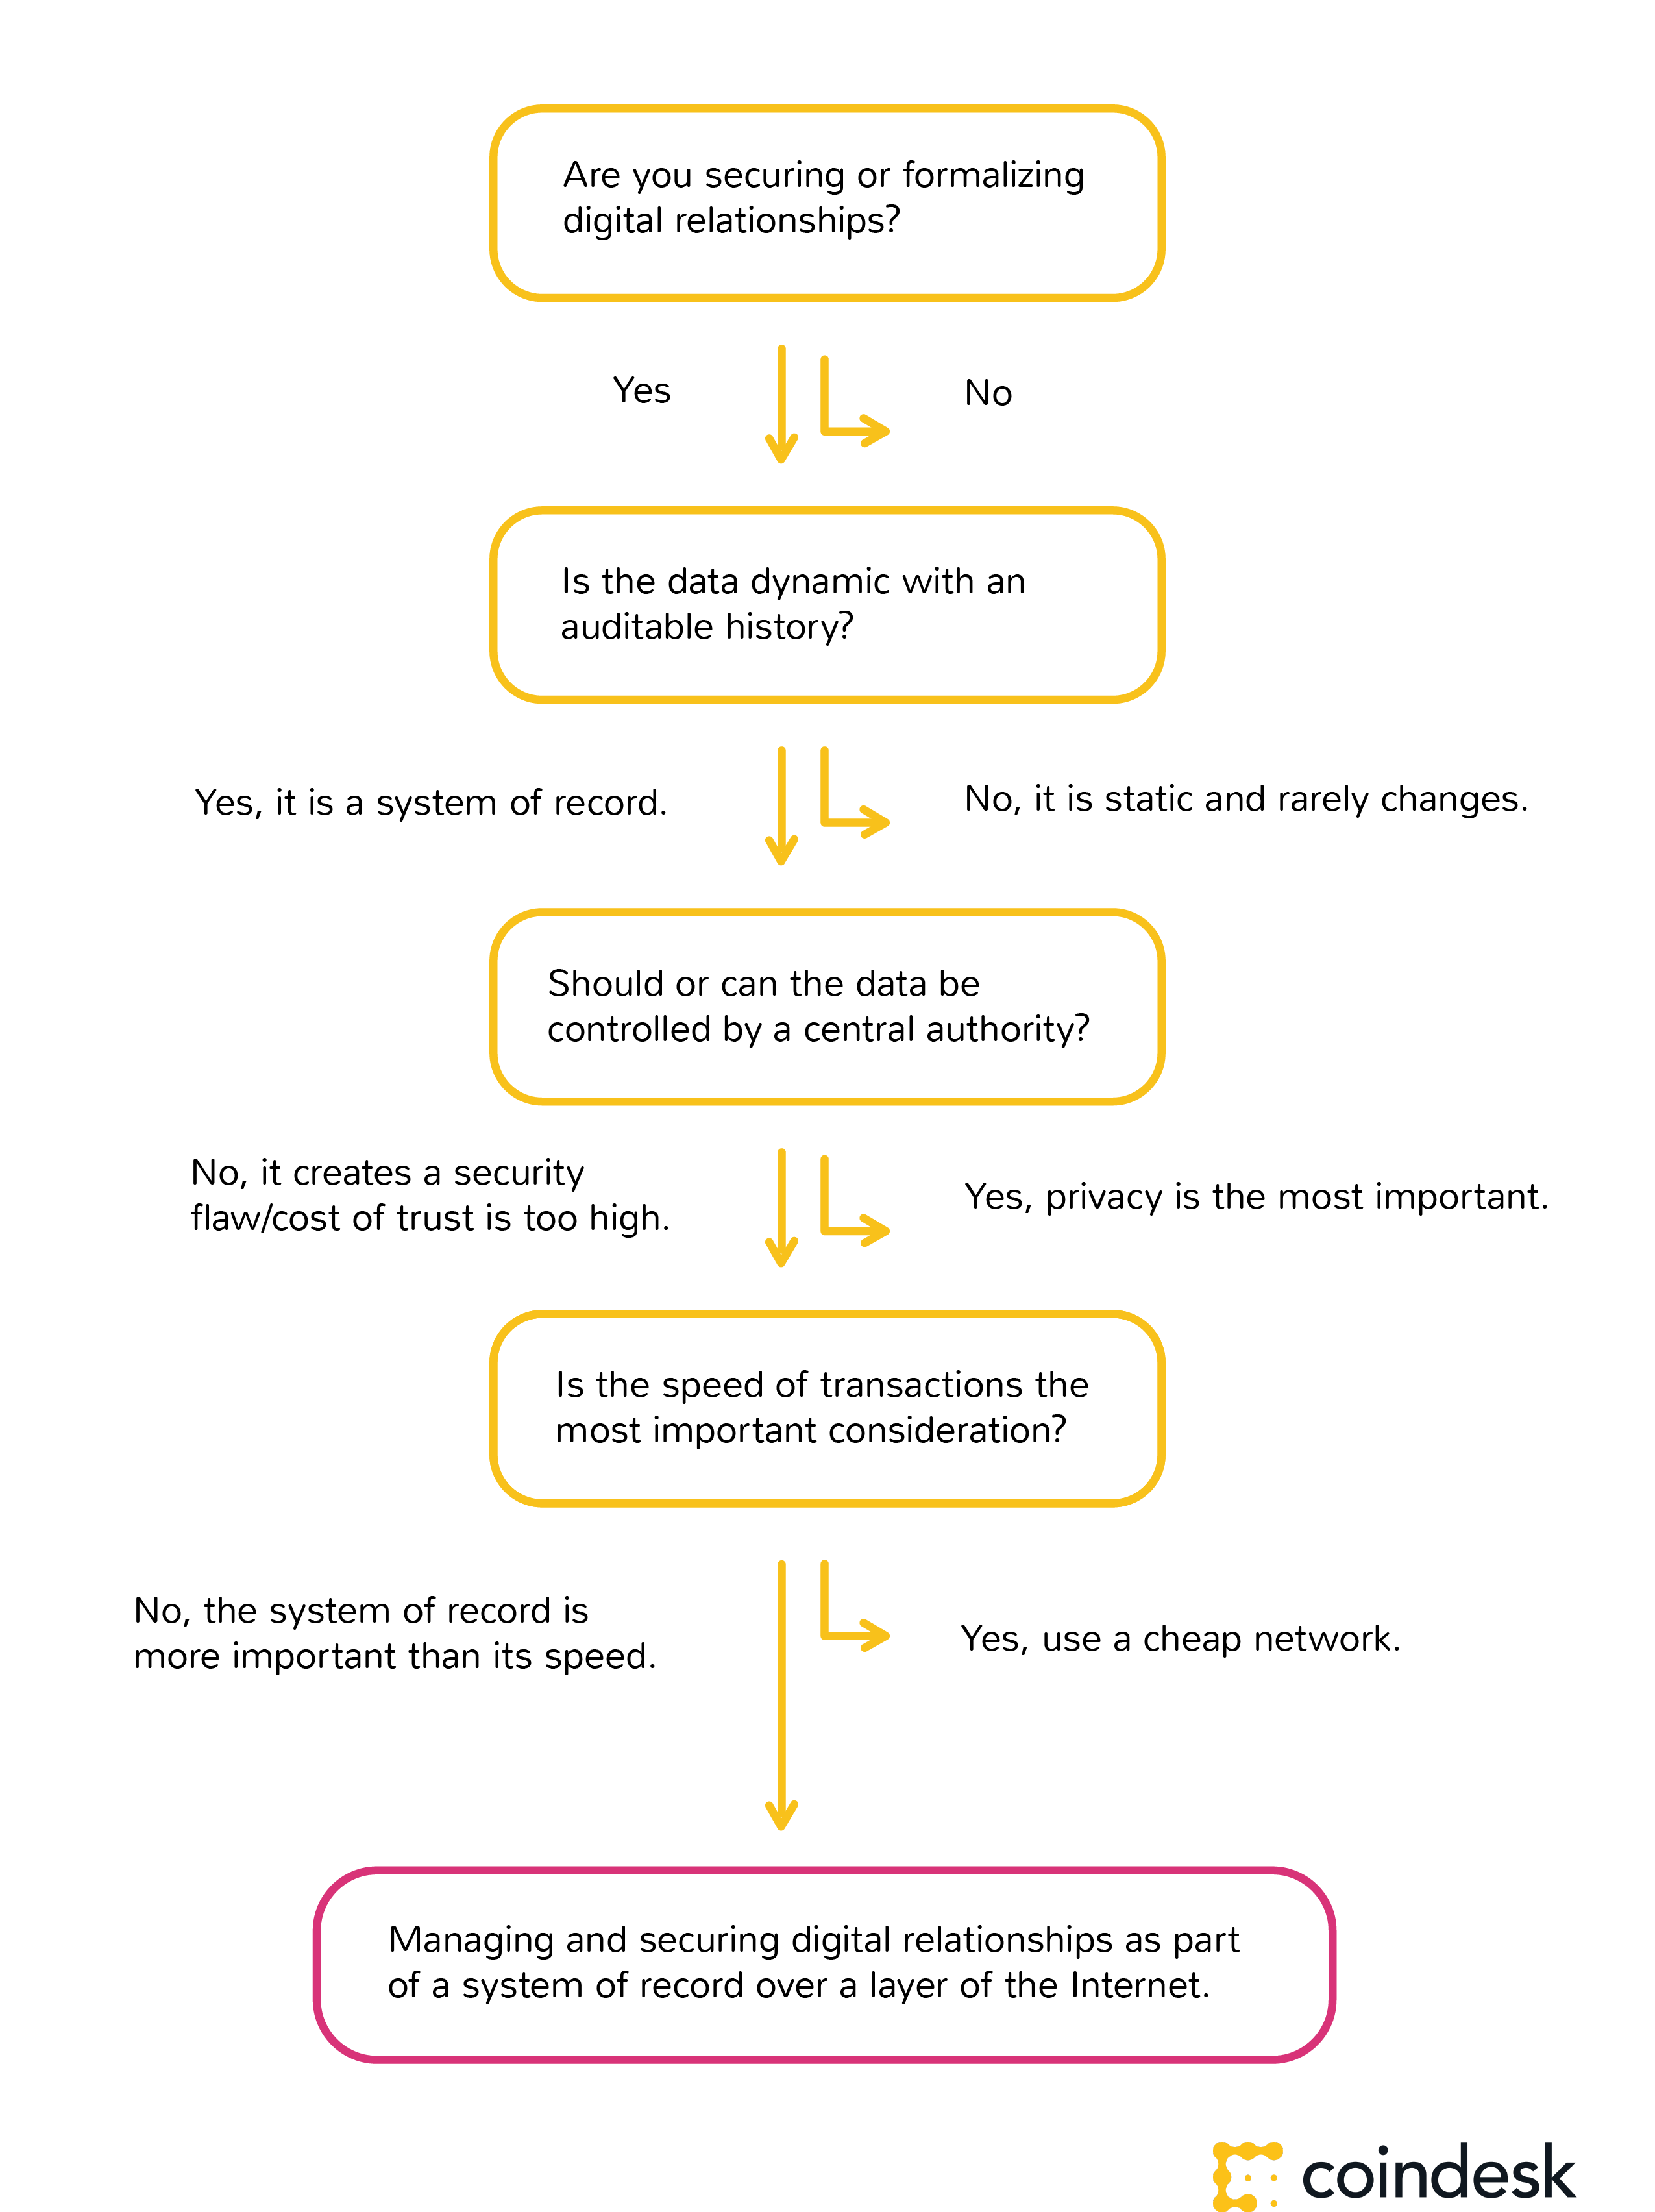 Are you securing or formalizing
digital relationships?
Yes
No
Is the data dynamic with an
auditable history?
Yes, it is a system of record.
No, it is static and rarely changes.
Should or can the data be
controlled by a central authority?
No, it creates a security
flaw/cost of trust is too high.
Yes, privacy is the most important.
Is the speed of transactions the
most important consideration?
No, the system of record is
more important than its speed.
Yes, use a cheap network.
Managing and securing digital relationships as part
of a system of record over a layer of the Internet.
coindesk